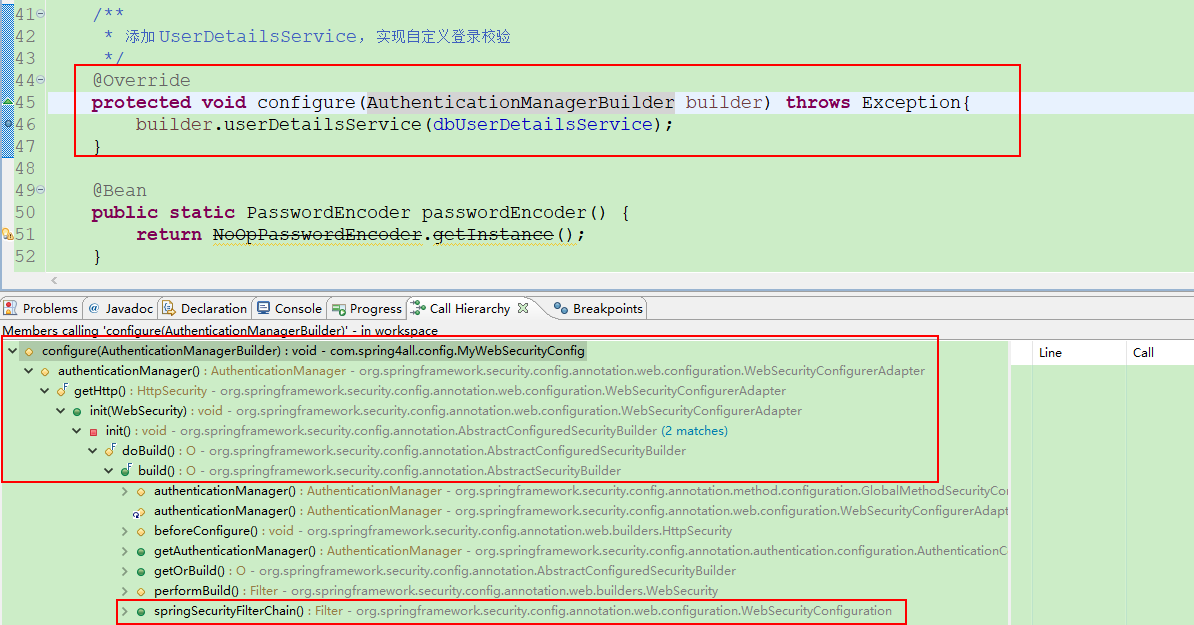 41 /**
42 * 添加 UserDetailsService, 实现自定义登录校验
43 */
44 @Override
45 protected void configure(AuthenticationManagerBuilder builder) throws Exception{
46 builder.userDetailsService(dbUserDetailsService);
47 }
48
49 @Bean
50 public static PasswordEncoder passwordEncoder() {
51 return NoOpPasswordEncoder.getInstance();
52 }
Problems @ Javadoc Declaration Console Progress Call Hierarchy Breakpoints
Members calling 'configure(AuthenticationManagerBuilder)' - in workspace
Line Call
configure(AuthenticationManagerBuilder) : void - com.spring4all.config.MyWebSecurityConfig
authenticationManager() : AuthenticationManager - org.springframework.security.config.annotation.web.configuration.WebSecurityConfigurerAdapter
getHttp() : HttpSecurity - org.springframework.security.config.annotation.web.configuration.WebSecurityConfigurerAdapter
init(WebSecurity) : void - org.springframework.security.config.annotation.web.configuration.WebSecurityConfigurerAdapter
init() : void - org.springframework.security.config.annotation.AbstractConfiguredSecurityBuilder (2 matches)
doBuild() : O - org.springframework.security.config.annotation.AbstractConfiguredSecurityBuilder
build() : O - org.springframework.security.config.annotation.AbstractSecurityBuilder
authenticationManager() : AuthenticationManager - org.springframework.security.config.annotation.method.configuration.GlobalMethodSecurityCo
authenticationManager() : AuthenticationManager - org.springframework.security.config.annotation.web.configuration.WebSecurityConfigurerAdapt
beforeConfigure() : void - org.springframework.security.config.annotation.web.builders.HttpSecurity
getAuthenticationManager() : AuthenticationManager - org.springframework.security.config.annotation.authentication.configuration.AuthenticationC
getOrBuild() : O - org.springframework.security.config.annotation.AbstractConfiguredSecurityBuilder
performBuild() : Filter - org.springframework.security.config.annotation.web.builders.WebSecurity
springSecurityFilterChain() : Filter - org.springframework.security.config.annotation.web.configuration.WebSecurityConfiguration